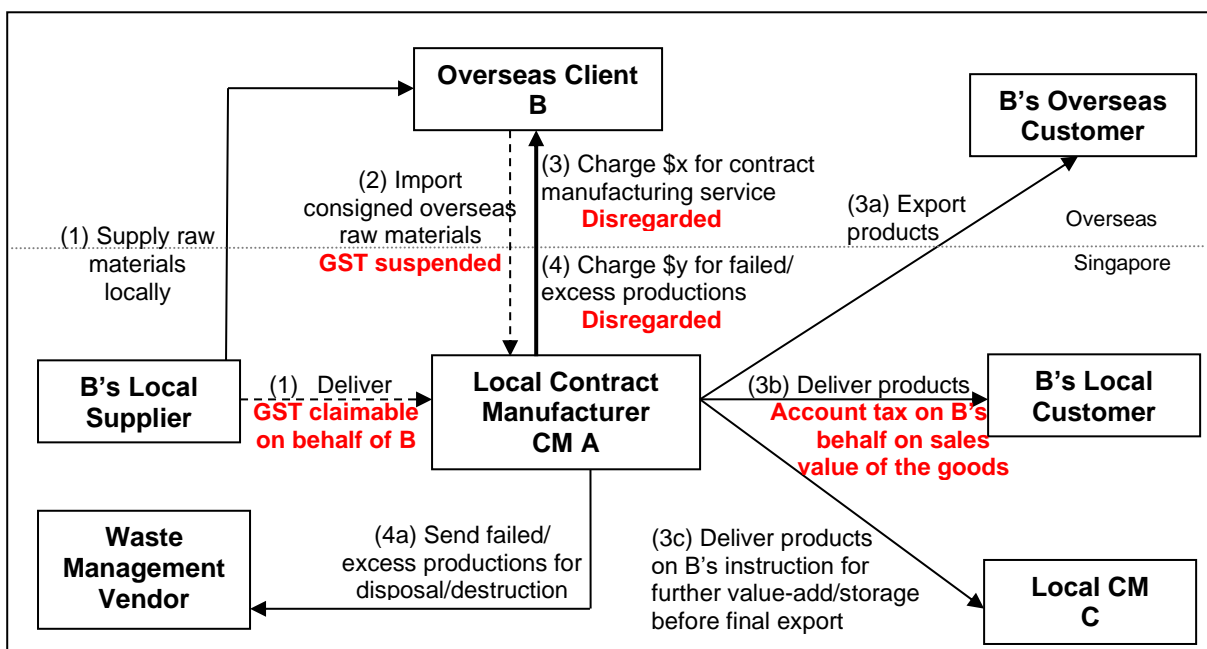 Overseas Client
B
B's Overseas
Customer
(1) Supply raw
materials
locally
(2) Import
consigned overseas
raw materials
GST suspended
(3) Charge $x for contract
manufacturing service
Disregarded
(4) Charge $y for failed/
excess productions
Disregarded
(3a) Export
products
Overseas
Singapore
B's Local
Supplier
(1) Deliver
GST claimable
on behalf of B
Local Contract
Manufacturer
CM A
(3b) Deliver products
Account tax on B's
behalf on sales
value of the goods
B's Local
Customer
Waste
Management
Vendor
(4a) Send failed/
excess productions for
disposal/destruction
(3c) Deliver products
on B's instruction for
further value-add/storage
before final export
Local CM
C